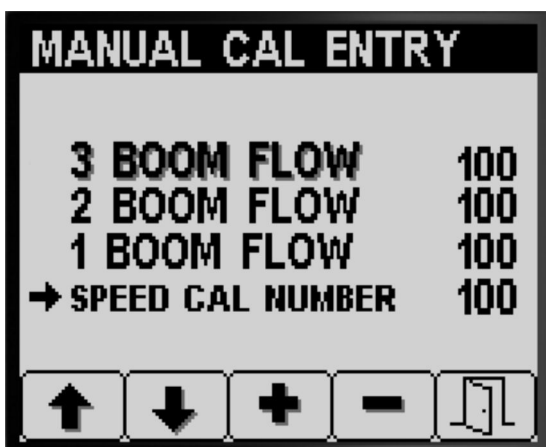 MANUAL CAL ENTRY
3 BOOM FLOW 100
2 BOOM FLOW 100
1 BOOM FLOW 100
SPEED CAL NUMBER 100